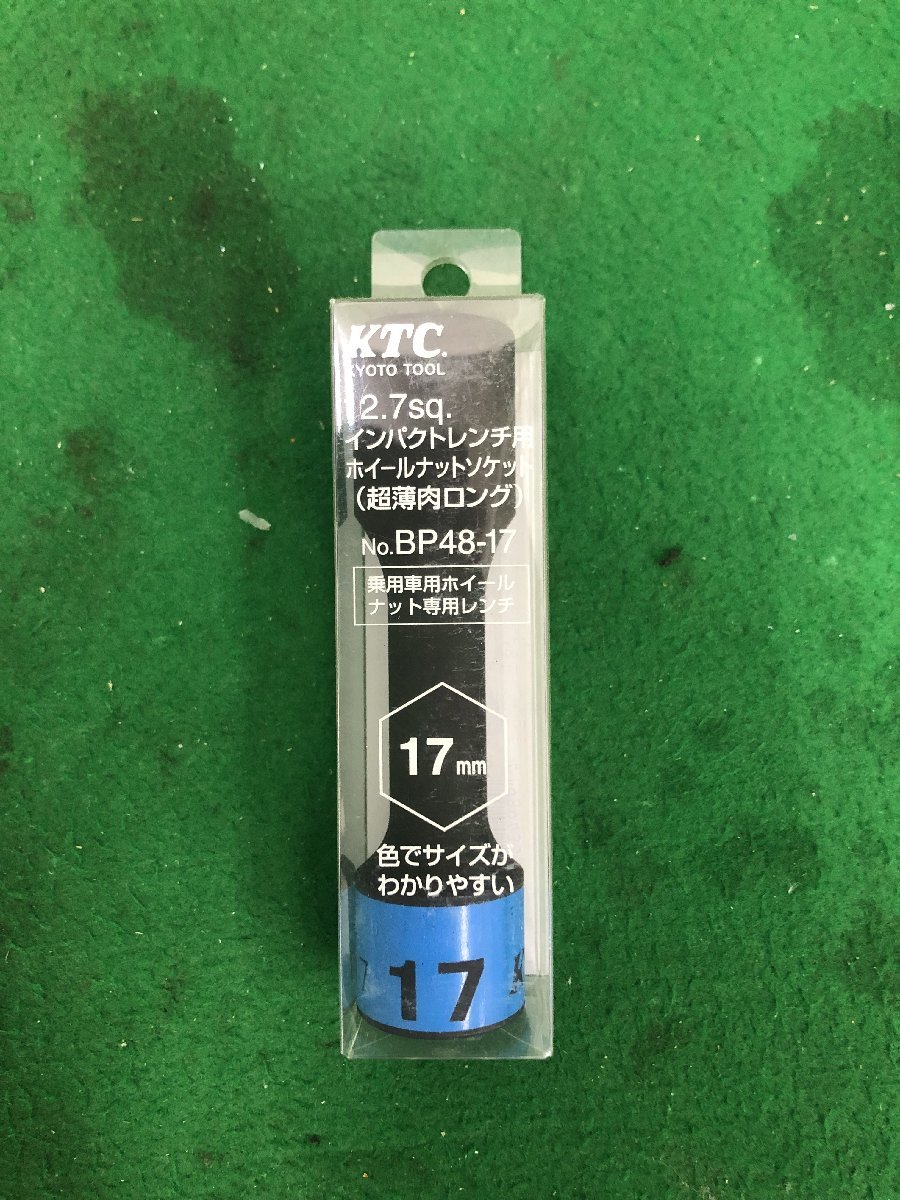 KTC
KYOTO TOOL
12.7sq.
インパクトレンチ用
ホイールナットソケット
(超薄肉ロング)
No.BP48-17
乗用車用ホイール
ナット専用レンチ
17mm
色でサイズが
わかりやすい
7 17 K